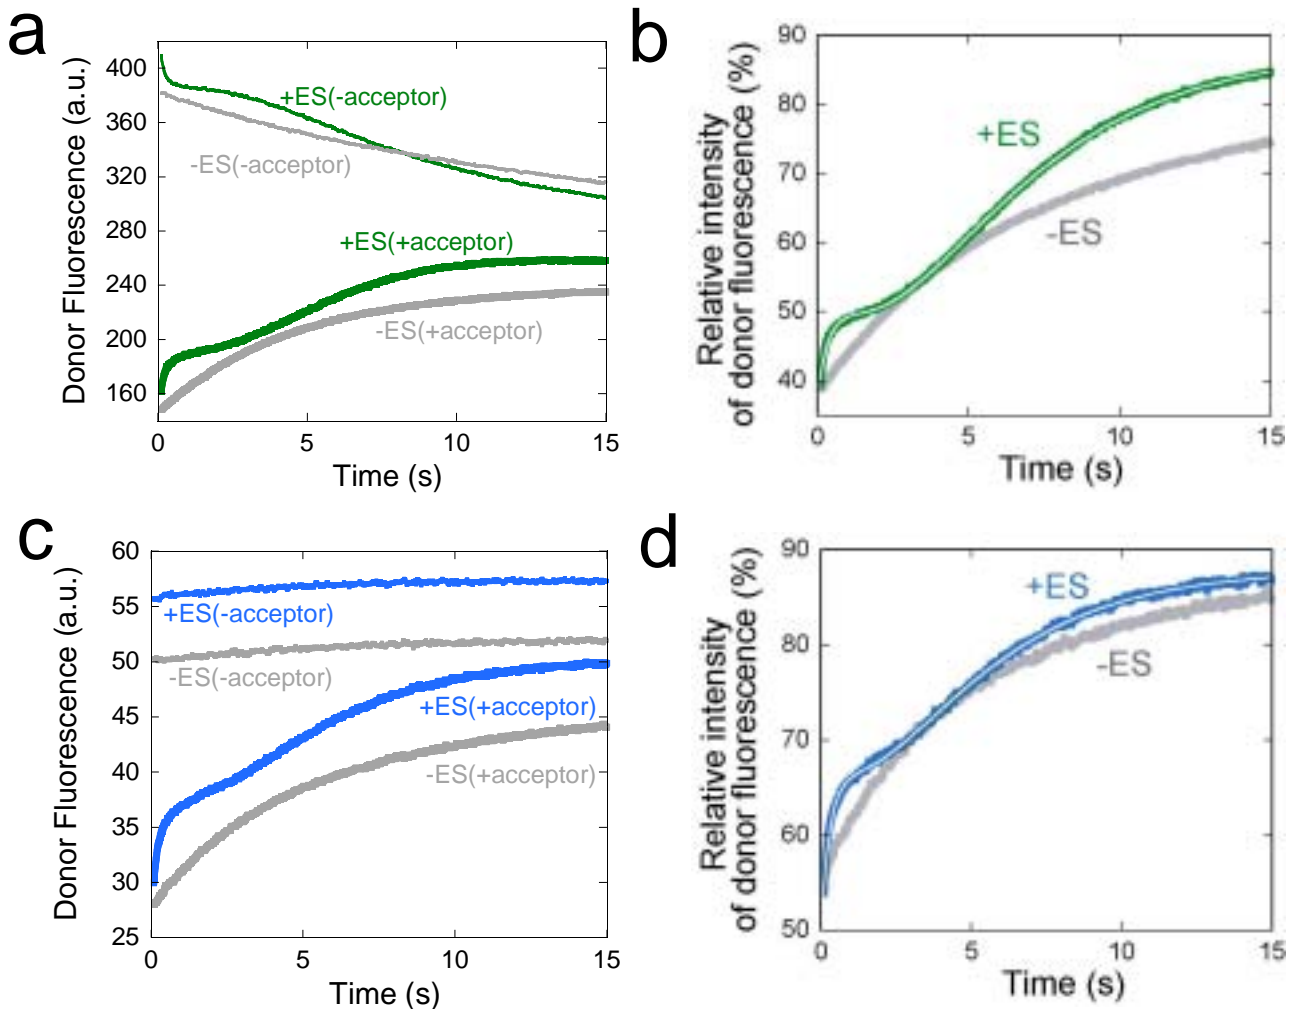 a
Donor Fluorescence (a.u.)
400
360
320
280
240
200
160
+ES(-acceptor)
-ES(-acceptor)
+ES(+acceptor)
-ES(+acceptor)
0 5 10 15
Time (s)
b
Relative intensity
of donor fluorescence (%)
90
80
70
60
50
40
+ES
-ES
0 5 10 15
Time (s)
c
Donor Fluorescence (a.u.)
60
55
50
45
40
35
30
25
+ES(-acceptor)
-ES(-acceptor)
+ES(+acceptor)
-ES(+acceptor)
0 5 10 15
Time (s)
d
Relative intensity
of donor fluorescence (%)
90
80
70
60
50
+ES
-ES
0 5 10 15
Time (s)